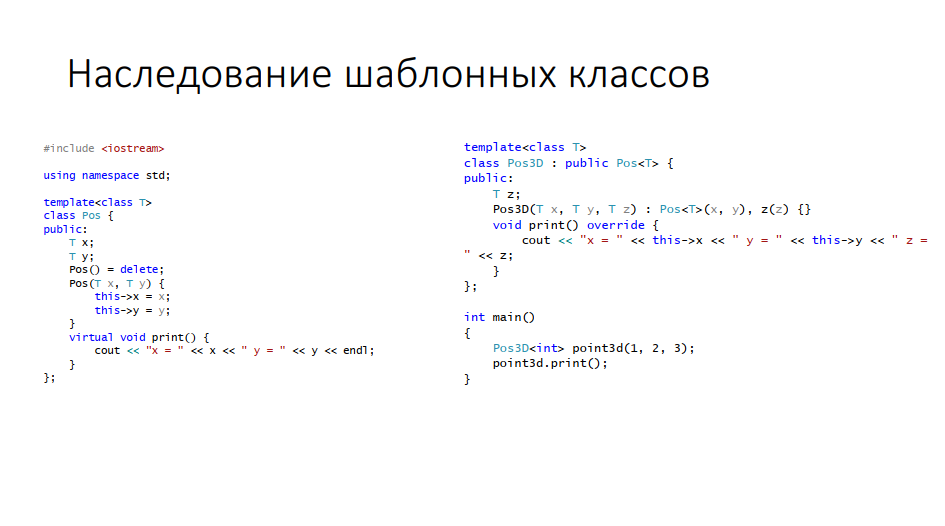 Наследование шаблонных классов
#include <iostream>
using namespace std;
template<class T>
class Pos {
public:
    T x;
    T y;
    Pos() = delete;
    Pos(T x, T y) {
        this->x = x;
        this->y = y;
    }
    virtual void print() {
        cout << "x = " << x << " y = " << y << endl;
    }
};
template<class T>
class Pos3D : public Pos<T> {
public:
    T z;
    Pos3D(T x, T y, T z) : Pos<T>(x, y), z(z) {}
    void print() override {
        cout << "x = " << this->x << " y = " << this->y << " z =
" << z;
    }
};
int main()
{
    Pos3D<int> point3d(1, 2, 3);
    point3d.print();
}